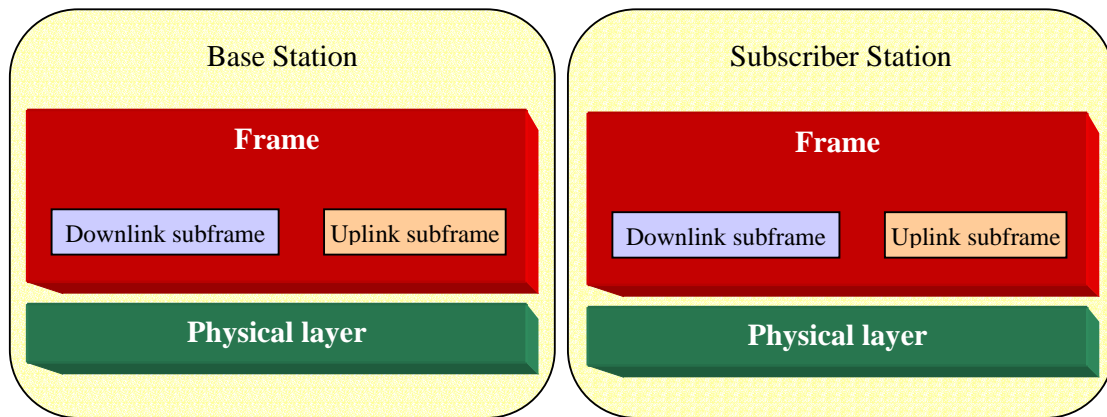 Base Station
Frame
Downlink subframe
Uplink subframe
Physical layer
Subscriber Station
Frame
Downlink subframe
Uplink subframe
Physical layer